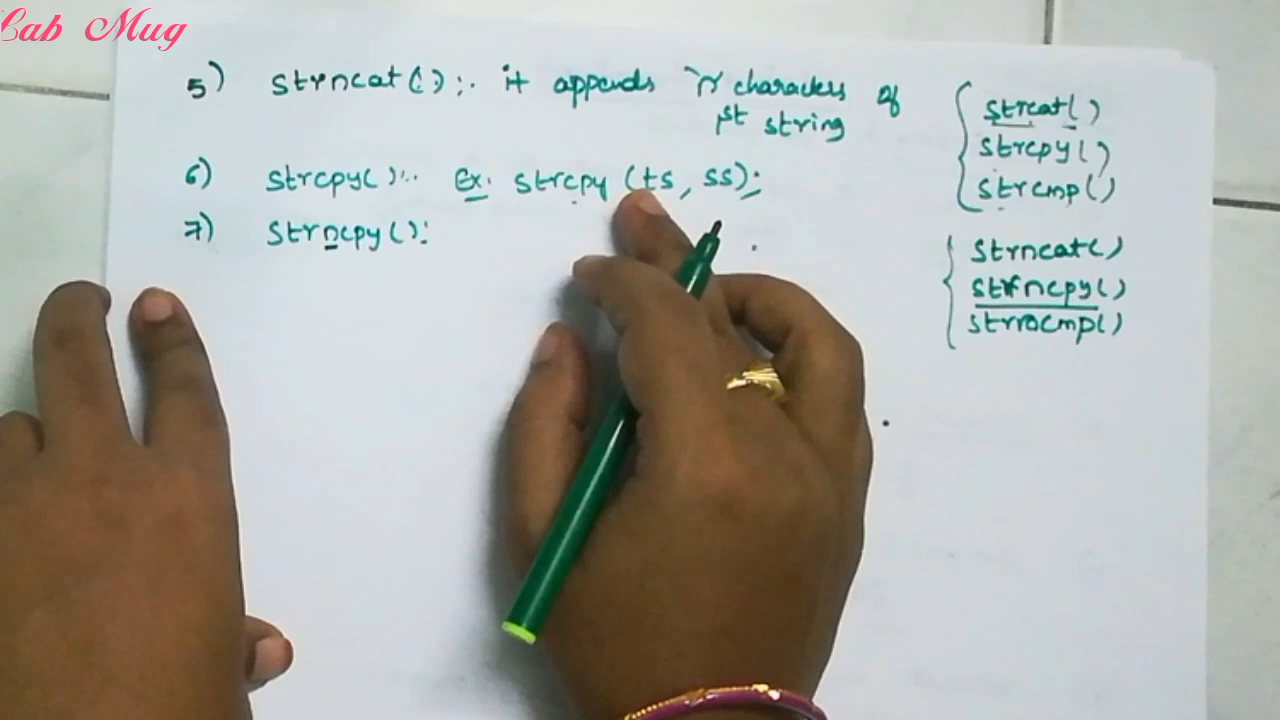 Lab Mug
5) strncat() :. it appends 'n' characters of
1st string
6) strcpy() :. Ex. strcpy (ts, ss);
7) strncpy():
strcat()
strcpy()
strcmp()
strncat()
strncpy()
strncmp()